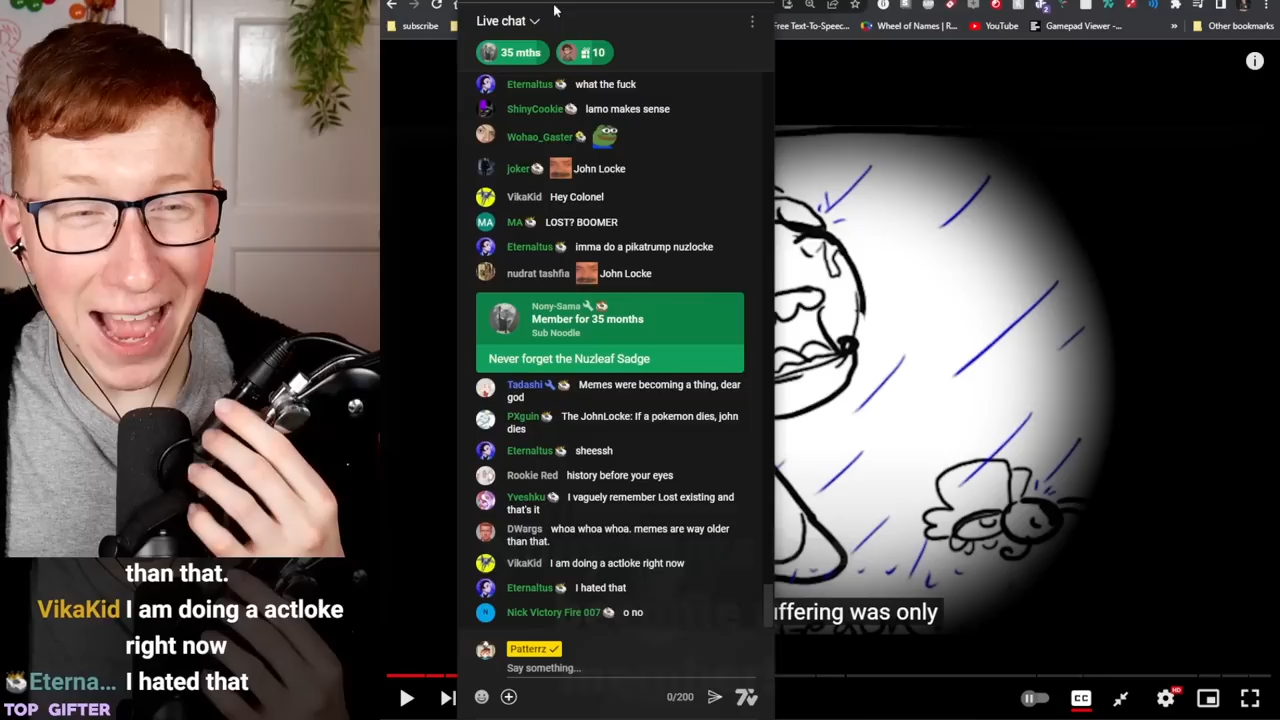 Live chat
35 mths
10
Eternaltus what the fuck
ShinyCookie lamo makes sense
Wohao_Gaster
joker John Locke
VikaKid Hey Colonel
MA MA LOST? BOOMER
Eternaltus imma do a pikatrump nuzlocke
nudrat tashfia John Locke
Nony-Sama
Member for 35 months
Sub Noodle
Never forget the Nuzleaf Sadge
Tadashi Memes were becoming a thing, dear
god
PXguin The JohnLocke: If a pokemon dies, john
dies
Eternaltus sheessh
Rookie Red history before your eyes
Yveshku I vaguely remember Lost existing and
that's it
DWargs whoa whoa whoa. memes are way older
than that.
VikaKid I am doing a actloke right now
Eternaltus I hated that
N Nick Victory Fire 007 o no
Patterrz
Say something...
0/200
subscribe
Free Text-To-Speec...
Wheel of Names | R...
YouTube
Gamepad Viewer -...
»
Other bookmarks
uffering was only
CC
HD
than that.
VikaKid I am doing a actloke
right now
Eterna... I hated that
TOP GIFTER